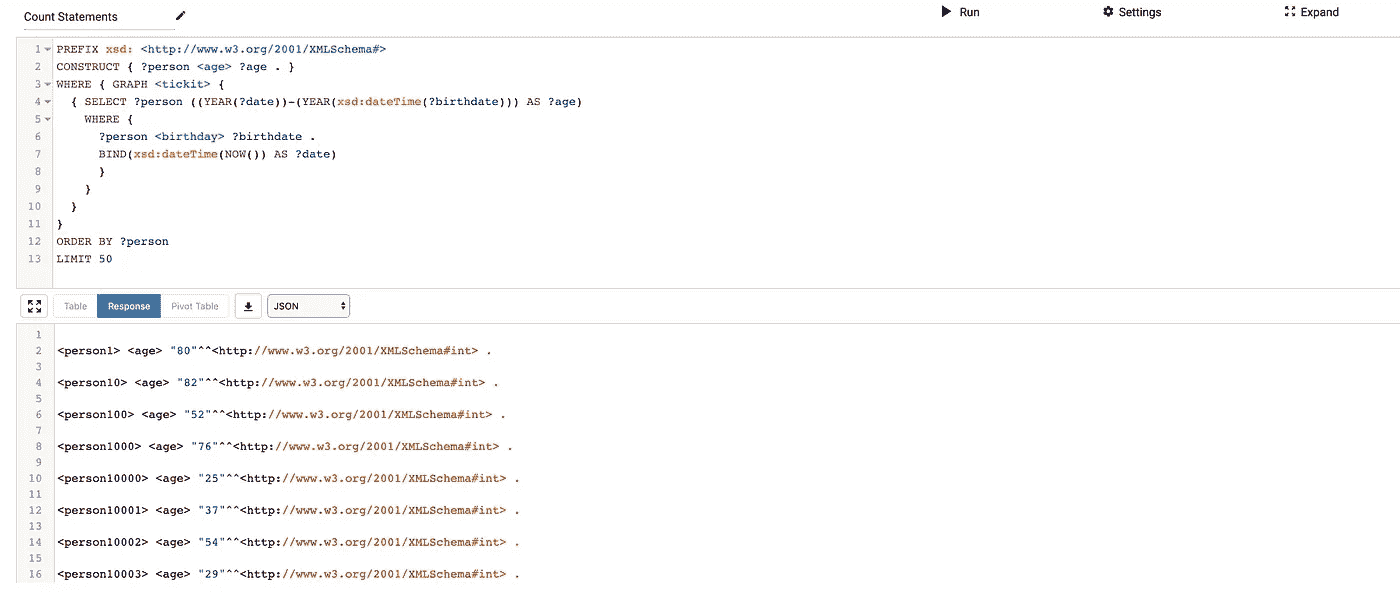 Count Statements
Run
Settings
Expand
1 PREFIX xsd: <http://www.w3.org/2001/XMLSchema#>
2 CONSTRUCT { ?person <age> ?age . }
3 WHERE { GRAPH <tickit> {
4 { SELECT ?person ((YEAR(?date))-(YEAR(xsd:dateTime(?birthdate))) AS ?age)
5 WHERE {
6 ?person <birthday> ?birthdate .
7 BIND(xsd:dateTime(NOW()) AS ?date)
8 }
9 }
10 }
11 }
12 ORDER BY ?person
13 LIMIT 50
Table Response Pivot Table JSON
1
2 <person1> <age> "80"^^<http://www.w3.org/2001/XMLSchema#int> .
3
4 <person10> <age> "82"^^<http://www.w3.org/2001/XMLSchema#int> .
5
6 <person100> <age> "52"^^<http://www.w3.org/2001/XMLSchema#int> .
7
8 <person1000> <age> "76"^^<http://www.w3.org/2001/XMLSchema#int> .
9
10 <person10000> <age> "25"^^<http://www.w3.org/2001/XMLSchema#int> .
11
12 <person10001> <age> "37"^^<http://www.w3.org/2001/XMLSchema#int> .
13
14 <person10002> <age> "54"^^<http://www.w3.org/2001/XMLSchema#int> .
15
16 <person10003> <age> "29"^^<http://www.w3.org/2001/XMLSchema#int> .